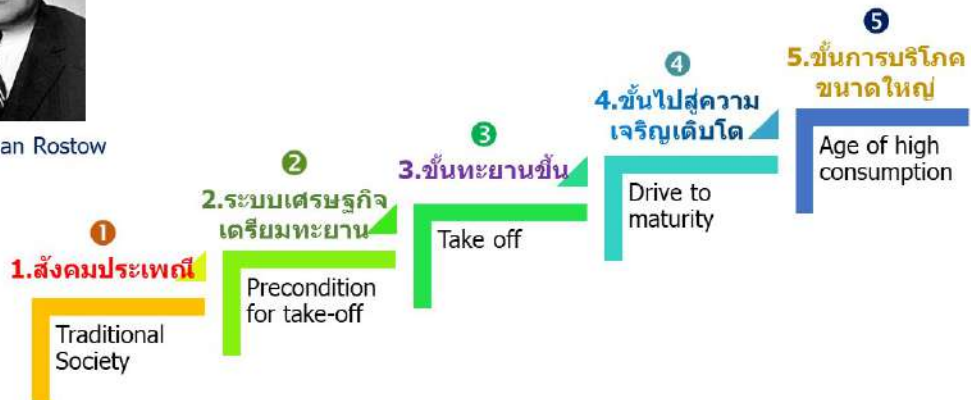 an Rostow
❶
1.สังคมประเพณี
Traditional
Society
❷
2.ระบบเศรษฐกิจ
เตรียมทะยาน
Precondition
for take-off
❸
3.ขั้นทะยานขึ้น
Take off
❹
4.ขั้นไปสู่ความ
เจริญเติบโต
Drive to
maturity
❺
5.ขั้นการบริโภค
ขนาดใหญ่
Age of high
consumption